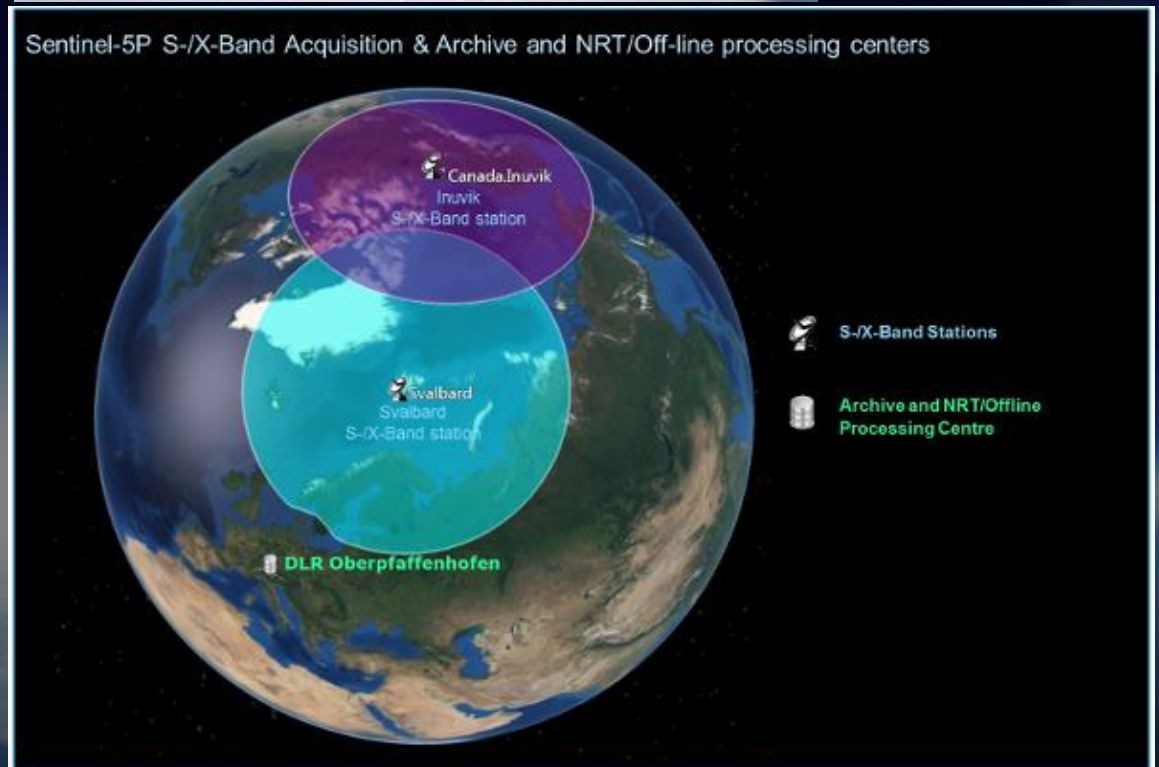 Sentinel-5P S-/X-Band Acquisition & Archive and NRT/Off-line processing centers
Canada.Inuvik
Inuvik
S-/X-Band station
Svalbard
Svalbard
S-/X-Band station
DLR Oberpfaffenhofen
S-/X-Band Stations
Archive and NRT/Offline
Processing Centre